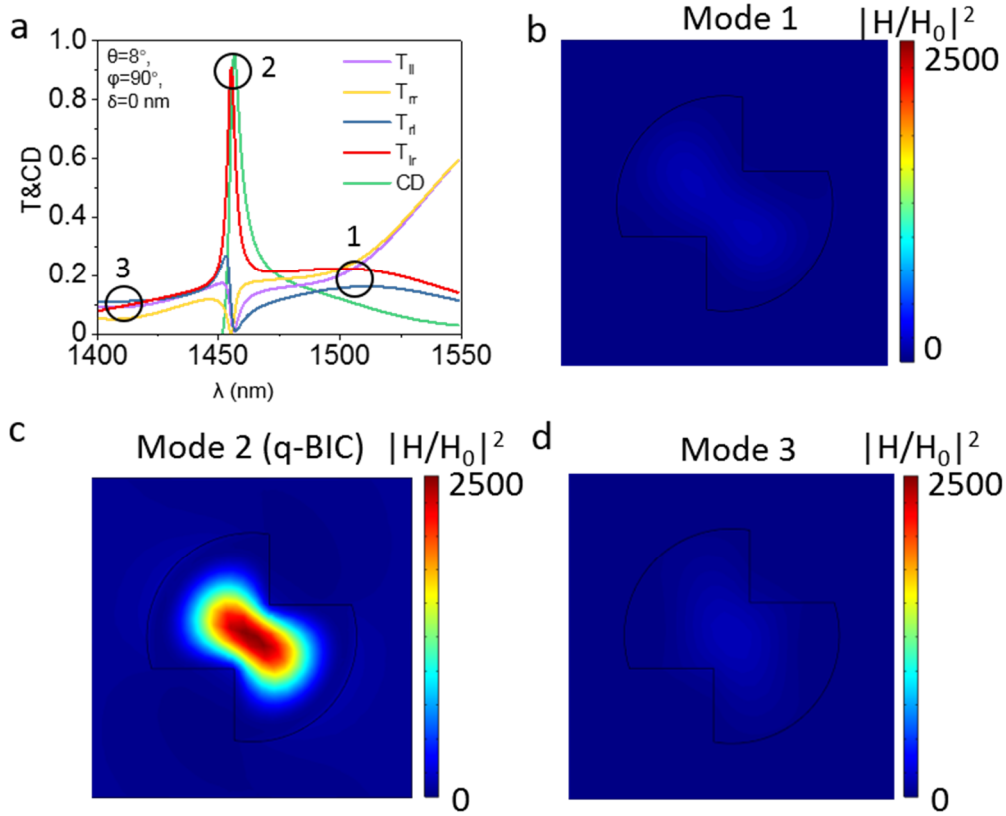 a
1.0
0.8
0.6
0.4
0.2
0
T&CD
θ=8°,
φ=90°,
δ=0 nm
2
1
3
T_ll
T_rr
T_rl
T_lr
CD
1400
1450
1500
1550
λ (nm)
b
Mode 1
|H/H₀|²
2500
0
c
Mode 2 (q-BIC)
|H/H₀|²
2500
0
d
Mode 3
|H/H₀|²
2500
0